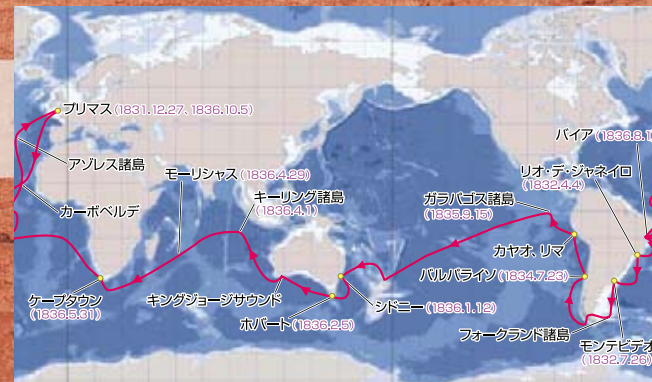 プリマス(1831.12.27, 1836.10.5)
アゾレス諸島
カーボベルデ
モーリシャス(1836.4.29)
キーリング諸島
(1836.4.1)
ケープタウン
(1836.5.31)
キングジョージサウンド
ホバート(1836.2.5)
シドニー(1836.1.12)
ガラパゴス諸島
(1835.9.15)
カヤオ、リマ
バルパライソ(1834.7.23)
フォークランド諸島
バイア(1836.8.1
リオ・デ・ジャネイロ
(1832.4.4)
モンテビデオ
(1832.7.26)